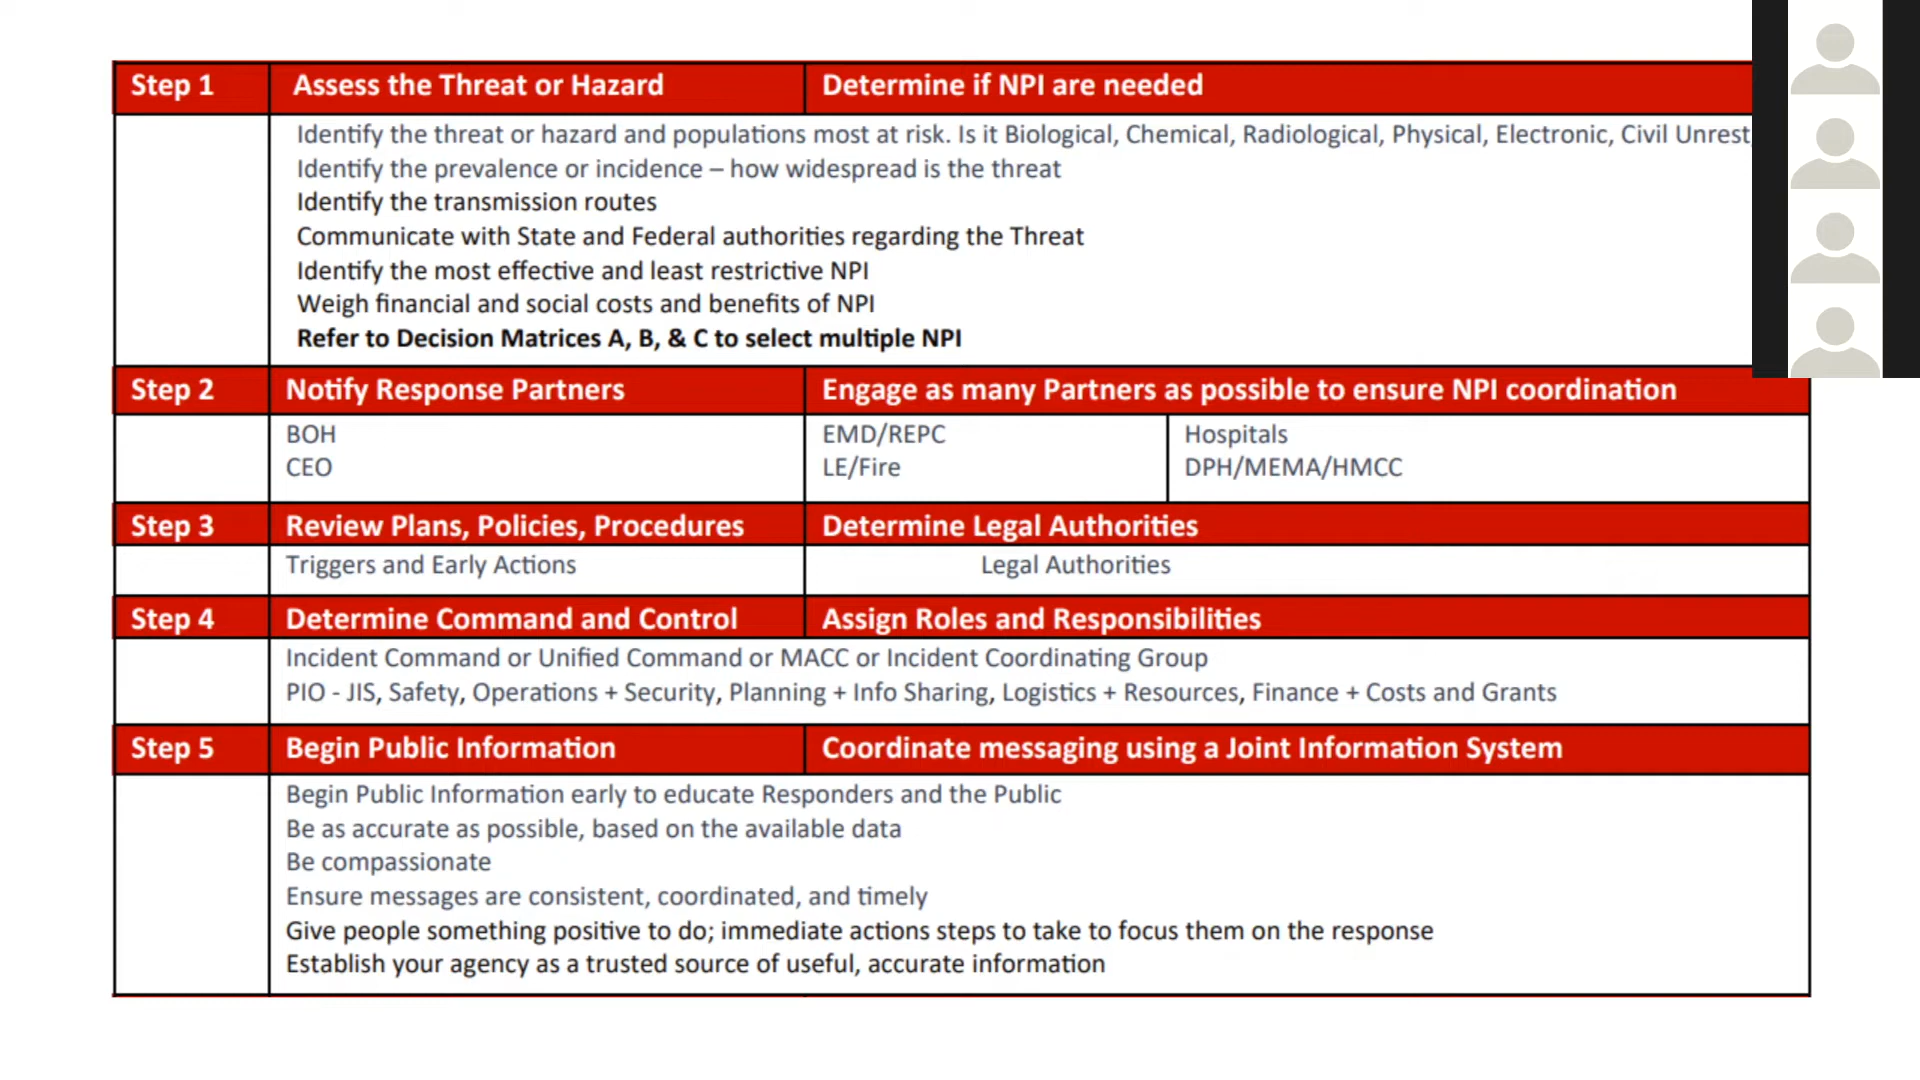 Step 1 Assess the Threat or Hazard Determine if NPI are needed
Identify the threat or hazard and populations most at risk. Is it Biological, Chemical, Radiological, Physical, Electronic, Civil Unrest,
Identify the prevalence or incidence – how widespread is the threat
Identify the transmission routes
Communicate with State and Federal authorities regarding the Threat
Identify the most effective and least restrictive NPI
Weigh financial and social costs and benefits of NPI
Refer to Decision Matrices A, B, & C to select multiple NPI
Step 2 Notify Response Partners Engage as many Partners as possible to ensure NPI coordination
BOH EMD/REPC Hospitals
CEO LE/Fire DPH/MEMA/HMCC
Step 3 Review Plans, Policies, Procedures Determine Legal Authorities
Triggers and Early Actions Legal Authorities
Step 4 Determine Command and Control Assign Roles and Responsibilities
Incident Command or Unified Command or MACC or Incident Coordinating Group
PIO - JIS, Safety, Operations + Security, Planning + Info Sharing, Logistics + Resources, Finance + Costs and Grants
Step 5 Begin Public Information Coordinate messaging using a Joint Information System
Begin Public Information early to educate Responders and the Public
Be as accurate as possible, based on the available data
Be compassionate
Ensure messages are consistent, coordinated, and timely
Give people something positive to do; immediate actions steps to take to focus them on the response
Establish your agency as a trusted source of useful, accurate information